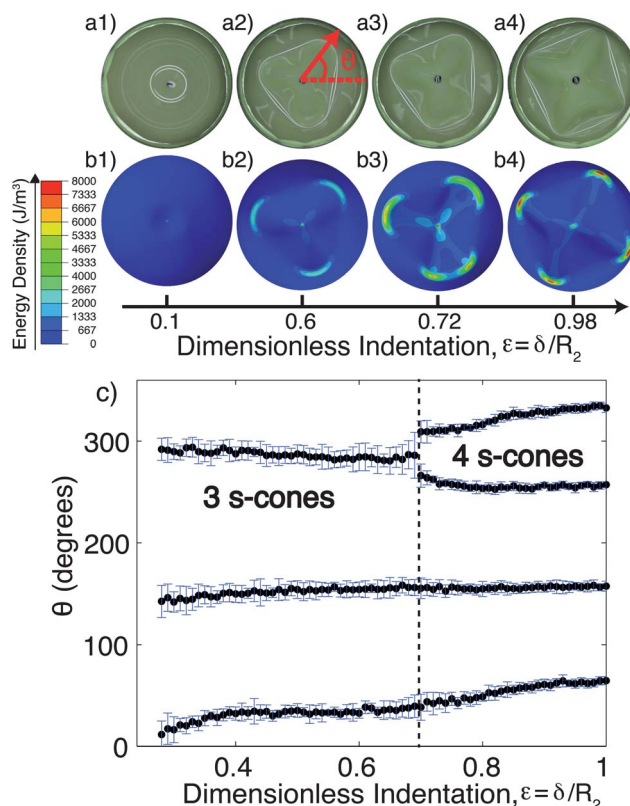 a1) a2) a3) a4)
θ
b1) b2) b3) b4)
Energy Density (J/m³)
8000
7333
6000
5333
4667
4000
2667
2000
1333
667
0
0.1 0.6 0.72 0.98
Dimensionless Indentation, ε=δ/R₂
c)
300
200
100
0
θ (degrees)
3 s-cones
4 s-cones
0.4 0.6 0.8 1
Dimensionless Indentation, ε=δ/R₂